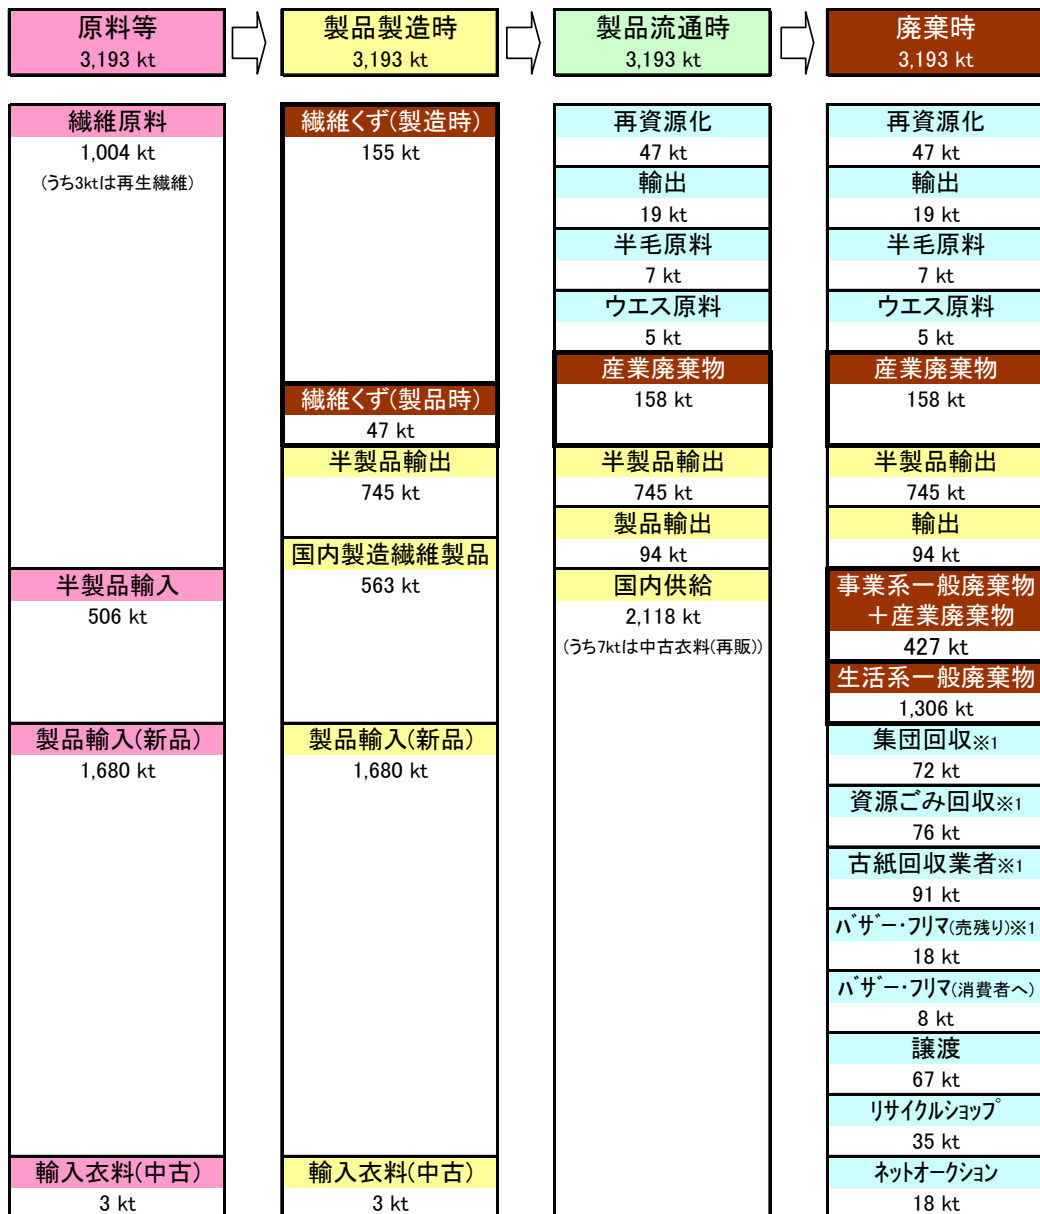 原料等
3,193 kt
製品製造時
3,193 kt
製品流通時
3,193 kt
廃棄時
3,193 kt
繊維原料
1,004 kt
(うち3ktは再生繊維)
半製品輸入
506 kt
製品輸入(新品)
1,680 kt
輸入衣料(中古)
3 kt
繊維くず(製造時)
155 kt
繊維くず(製品時)
47 kt
半製品輸出
745 kt
国内製造繊維製品
563 kt
製品輸入(新品)
1,680 kt
輸入衣料(中古)
3 kt
再資源化
47 kt
輸出
19 kt
半毛原料
7 kt
ウエス原料
5 kt
産業廃棄物
158 kt
半製品輸出
745 kt
製品輸出
94 kt
国内供給
2,118 kt
(うち7ktは中古衣料(再販))
再資源化
47 kt
輸出
19 kt
半毛原料
7 kt
ウエス原料
5 kt
産業廃棄物
158 kt
半製品輸出
745 kt
輸出
94 kt
事業系一般廃棄物
＋産業廃棄物
427 kt
生活系一般廃棄物
1,306 kt
集団回収※1
72 kt
資源ごみ回収※1
76 kt
古紙回収業者※1
91 kt
バザー・フリマ(売残り)※1
18 kt
バザー・フリマ(消費者へ)
8 kt
譲渡
67 kt
リサイクルショップ
35 kt
ネットオークション
18 kt